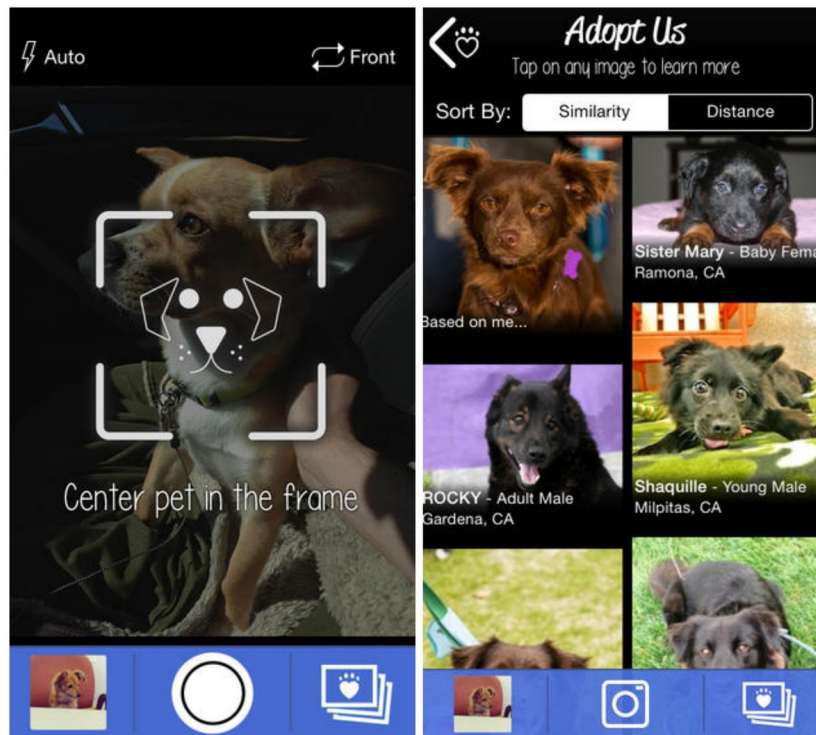 Auto
Front
Center pet in the frame
Adopt Us
Tap on any image to learn more
Sort By:
Similarity
Distance
Based on me...
Sister Mary - Baby Fema
Ramona, CA
ROCKY - Adult Male
Gardena, CA
Shaquille - Young Male
Milpitas, CA